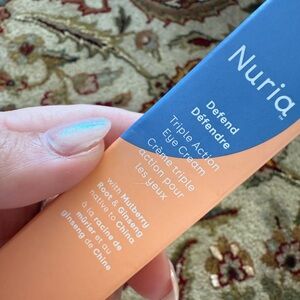 Nuria
Defend
Défendre
Triple Action
Eye Cream
Crème triple
action pour
les yeux
with Mulberry
Root & Ginseng
native to China
à la racine de
mûrier et au
ginseng de Chine